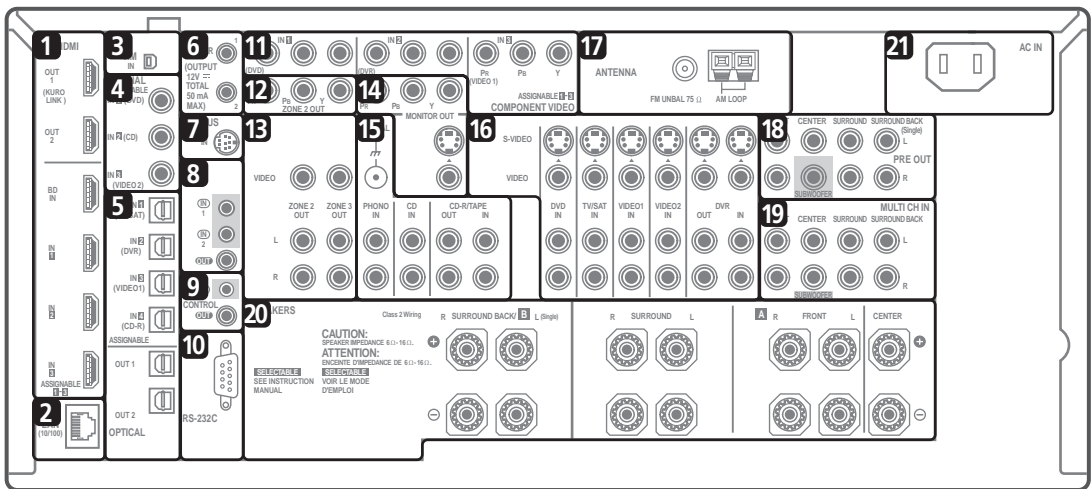 1
HDMI
OUT
1
(KURO
LINK )
OUT
2
BD
IN
IN
1
IN
2
IN
3
ASSIGNABLE
1-3
2
(10/100)
3
IN
4
IN 1 (DVD)
IN 2 (CD)
IN 3
(VIDEO 2)
5
IN 1
IN 2
(DVR)
IN 3
(VIDEO1)
IN 4
(CD-R)
ASSIGNABLE
OUT 1
OUT 2
OPTICAL
6
1
(OUTPUT
12V
TOTAL
50 mA
MAX)
2
7
IN
8
IN
1
IN
2
OUT
9
CONTROL
OUT
10
RS-232C
11
IN 1
(DVD)
IN 2
(DVR)
IN 3
(VIDEO 1)
PR
PB
Y
ASSIGNABLE 1-3
COMPONENT VIDEO
12
PB
Y
ZONE 2 OUT
13
VIDEO
ZONE 2
OUT
ZONE 3
OUT
L
R
14
PR
PB
Y
MONITOR OUT
15
PHONO
IN
CD
IN
CD-R/TAPE
OUT
IN
16
S-VIDEO
VIDEO
DVD
IN
TV/SAT
IN
VIDEO1
IN
VIDEO2
IN
DVR
OUT
IN
17
ANTENNA
FM UNBAL 75 Ω
AM LOOP
18
CENTER SURROUND SURROUND BACK
(Single)
L
PRE OUT
R
SUBWOOFER
19
MULTI CH IN
CENTER SURROUND SURROUND BACK
L
R
SUBWOOFER
20
Class 2 Wiring
CAUTION:
SPEAKER IMPEDANCE 6Ω-16Ω.
ATTENTION:
ENCEINTE D'IMPEDANCE DE 6Ω-16Ω.
SELECTABLE
SEE INSTRUCTION
MANUAL
SELECTABLE
VOIR LE MODE
D'EMPLOI
R SURROUND BACK/ B L (Single)
R SURROUND L
A R FRONT L
CENTER
21
AC IN